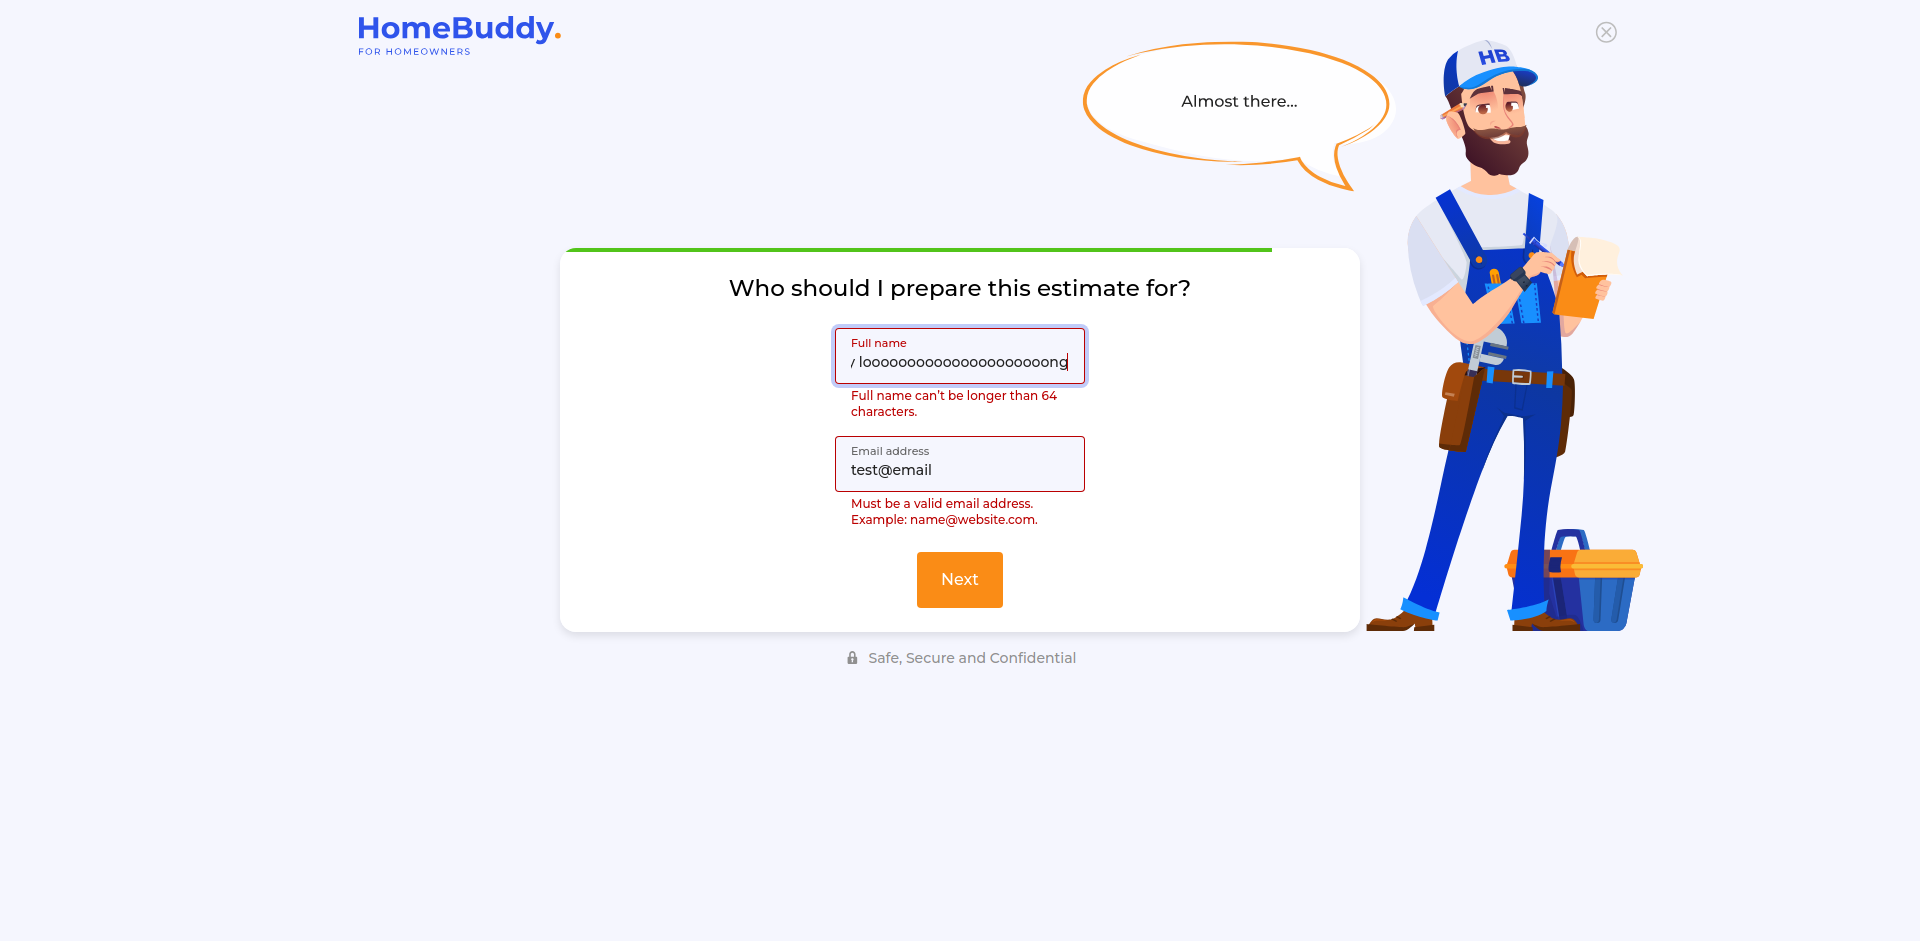 HomeBuddy.
FOR HOMEOWNERS
HB
Almost there...
Who should I prepare this estimate for?
Full name
y looooooooooooooooooooong
Full name can't be longer than 64
characters.
Email address
test@email
Must be a valid email address.
Example: name@website.com.
Next
Safe, Secure and Confidential